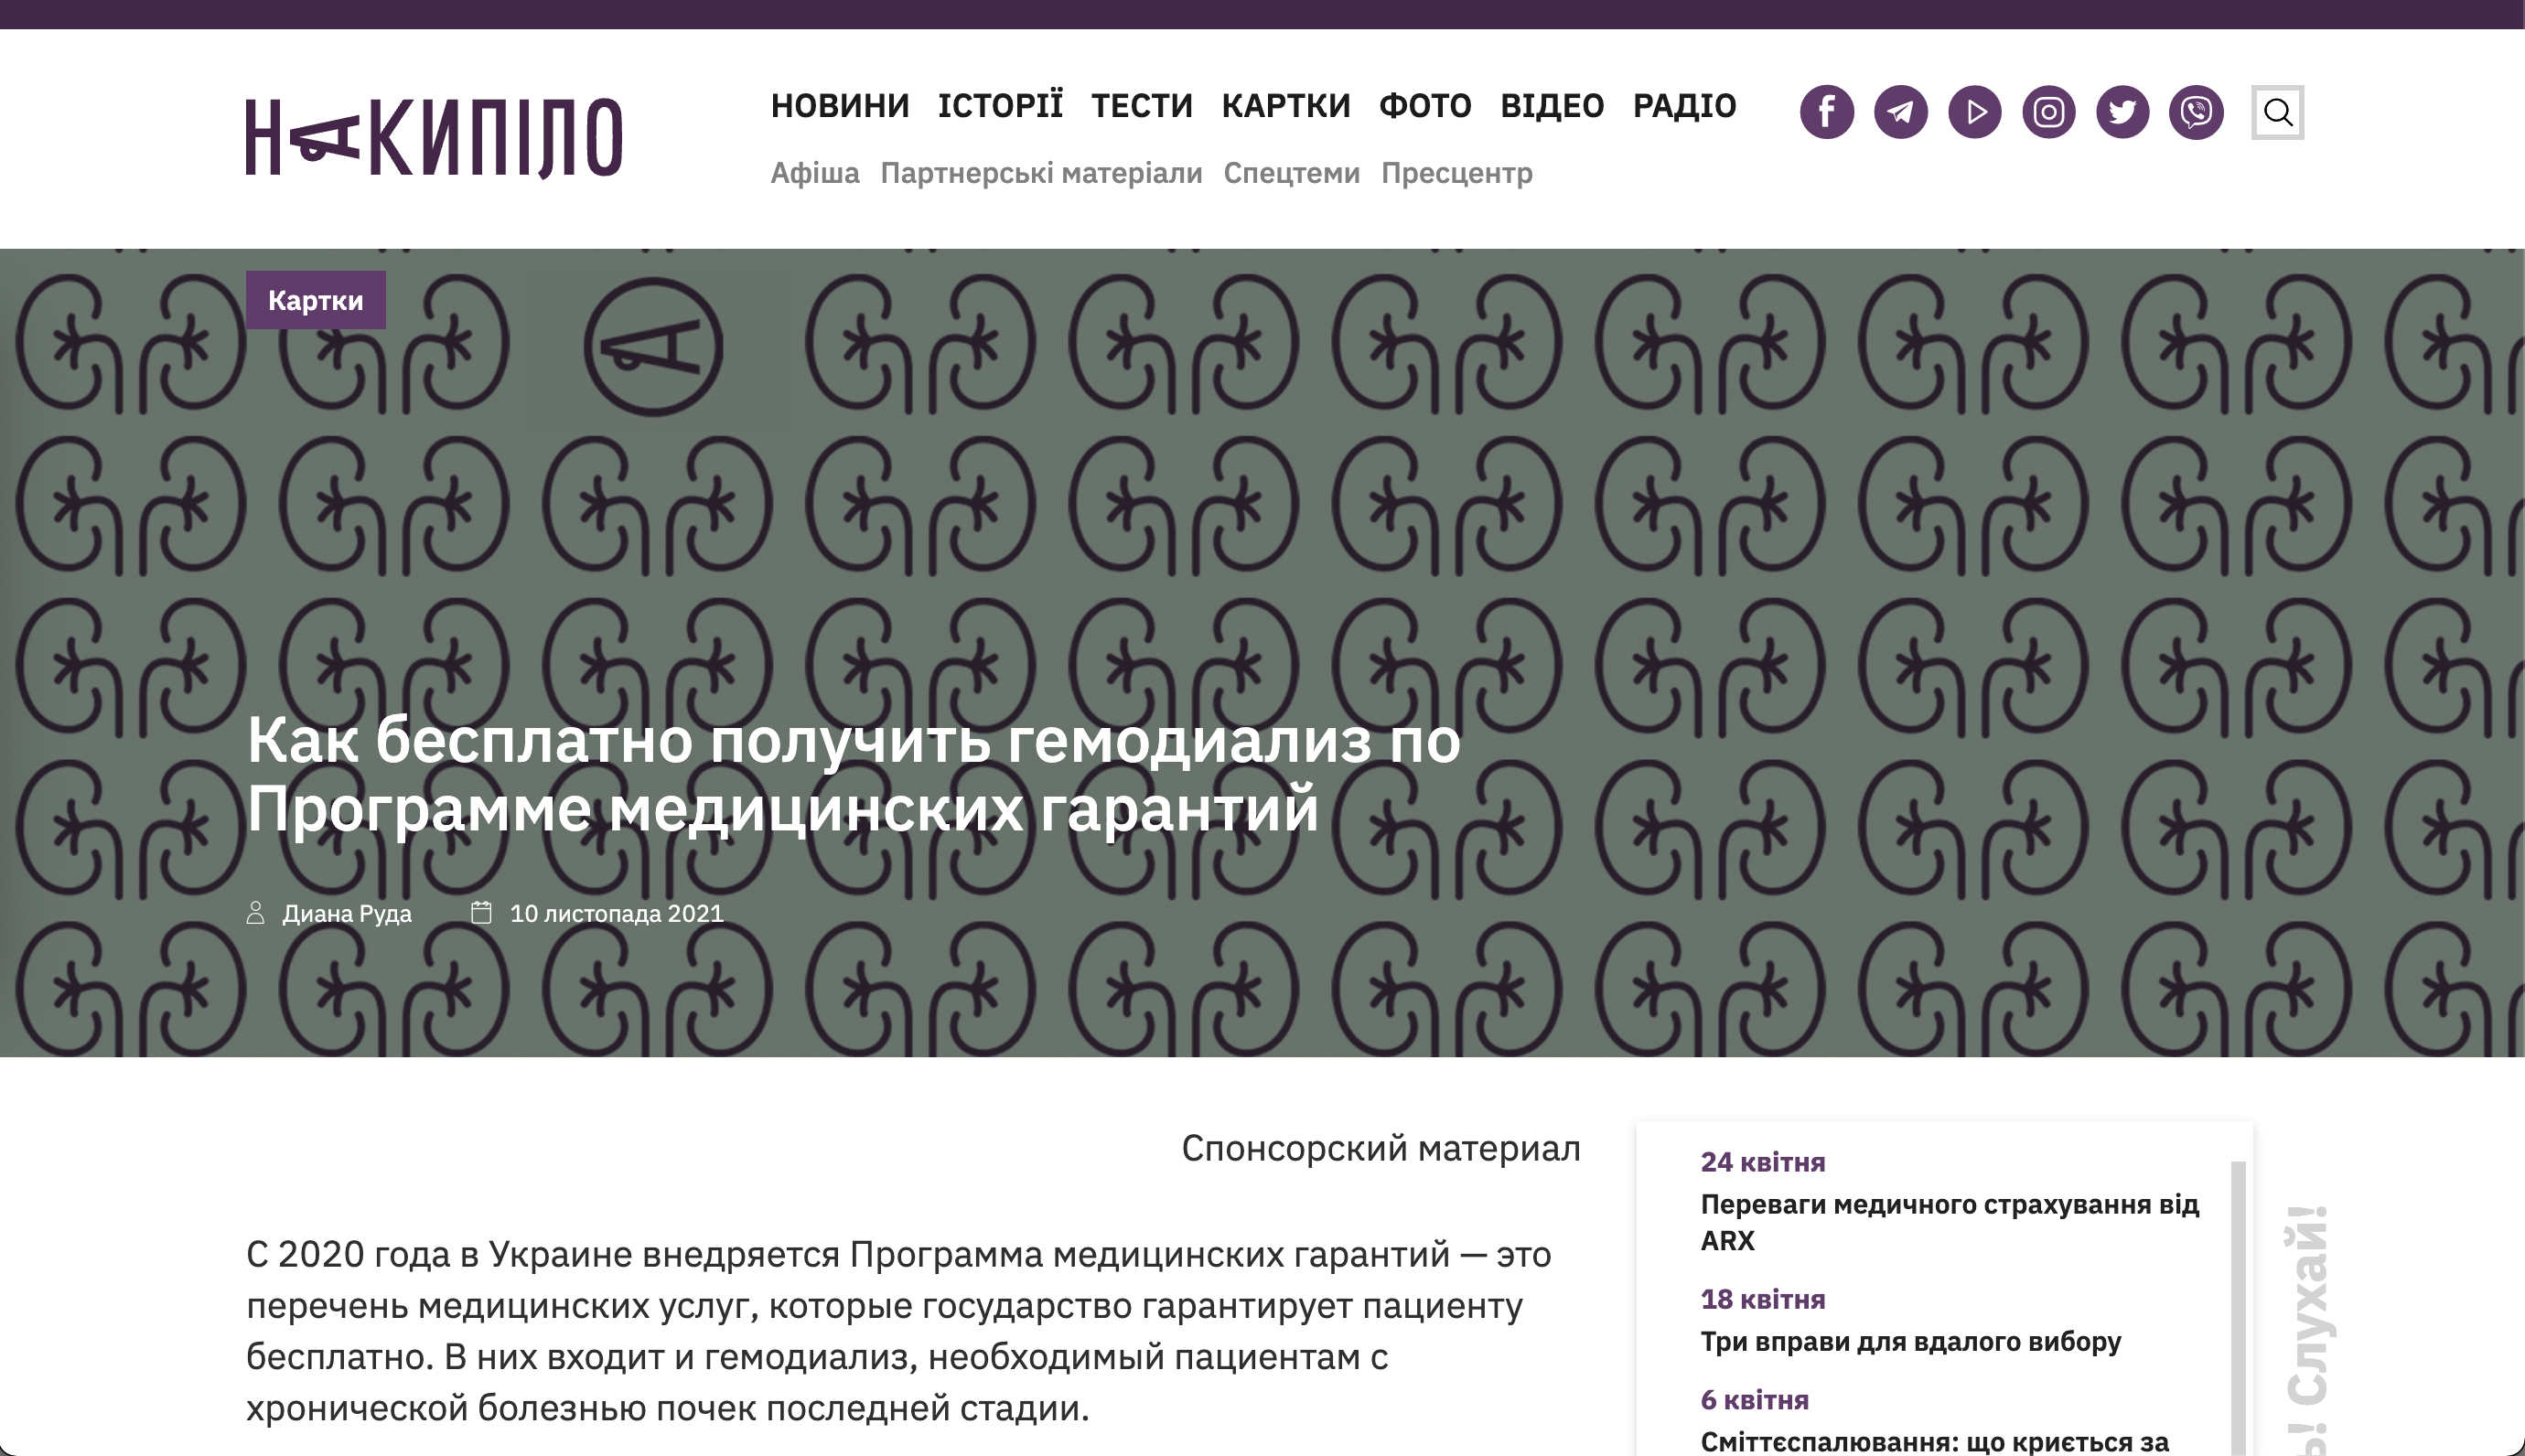 НАКИПІЛО
НОВИНИ ІСТОРІЇ ТЕСТИ КАРТКИ ФОТО ВІДЕО РАДІО
Афіша Партнерські матеріали Спецтеми Пресцентр
Картки
Как бесплатно получить гемодиализ по
Программе медицинских гарантий
Диана Руда 10 листопада 2021
Спонсорский материал
С 2020 года в Украине внедряется Программа медицинских гарантий — это
перечень медицинских услуг, которые государство гарантирует пациенту
бесплатно. В них входит и гемодиализ, необходимый пациентам с
хронической болезнью почек последней стадии.
24 квітня
Переваги медичного страхування від
ARX
18 квітня
Три вправи для вдалого вибору
6 квітня
Сміттєспалювання: що криється за
Слухай!